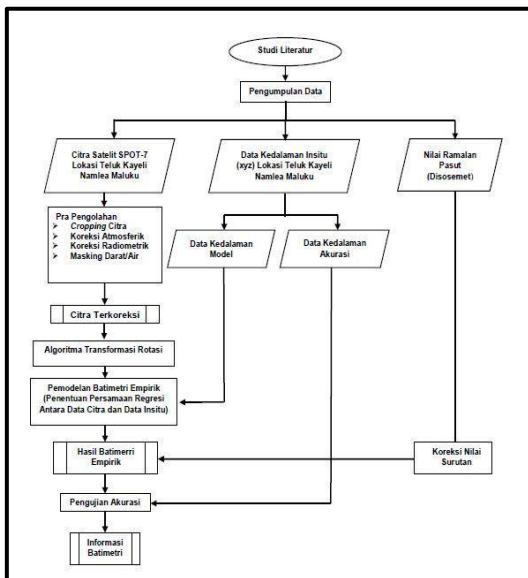 Studi Literatur
Pengumpulan Data
Citra Satelit SPOT-7
Lokasi Teluk Kayeli
Namlea Maluku
Data Kedalaman Insitu
(xyz) Lokasi Teluk Kayeli
Namlea Maluku
Nilai Ramalan
Pasut
(Disosemet)
Pra Pengolahan
➢ Cropping Citra
➢ Koreksi Atmosferik
➢ Koreksi Radiometrik
➢ Masking Darat/Air
Data Kedalaman
Model
Data Kedalaman
Akurasi
Citra Terkoreksi
Algoritma Transformasi Rotasi
Pemodelan Batimetri Empirik
(Penentuan Persamaan Regresi
Antara Data Citra dan Data Insitu)
Hasil Batimerri
Empirik
Koreksi Nilai
Surutan
Pengujian Akurasi
Informasi
Batimetri